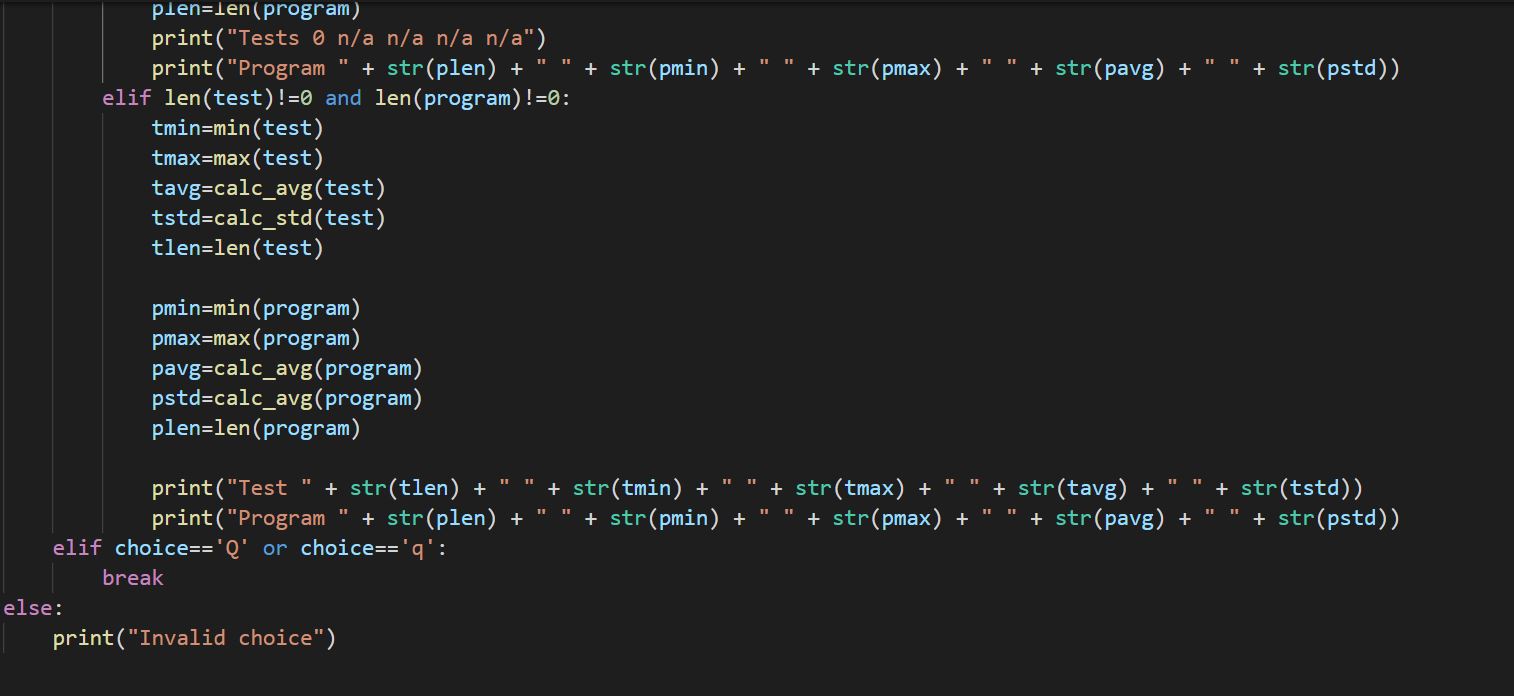 plen=len(program)
print("Tests 0 n/a n/a n/a n/a")
print("Program " + str(plen) + " " + str(pmin) + " " + str(pmax) + " " + str(pavg) + " " + str(pstd))
elif len(test)!=0 and len(program)!=0:
tmin=min(test)
tmax=max(test)
tavg=calc_avg(test)
tstd=calc_std(test)
tlen=len(test)
pmin=min(program)
pmax=max(program)
pavg=calc_avg(program)
pstd=calc_avg(program)
plen=len(program)
print("Test " + str(tlen) + " " + str(tmin) + " " + str(tmax) + " " + str(tavg) + " " + str(tstd))
print("Program " + str(plen) + " " + str(pmin) + " " + str(pmax) + " " + str(pavg) + " " + str(pstd))
elif choice=='Q' or choice=='q':
break
else:
print("Invalid choice")